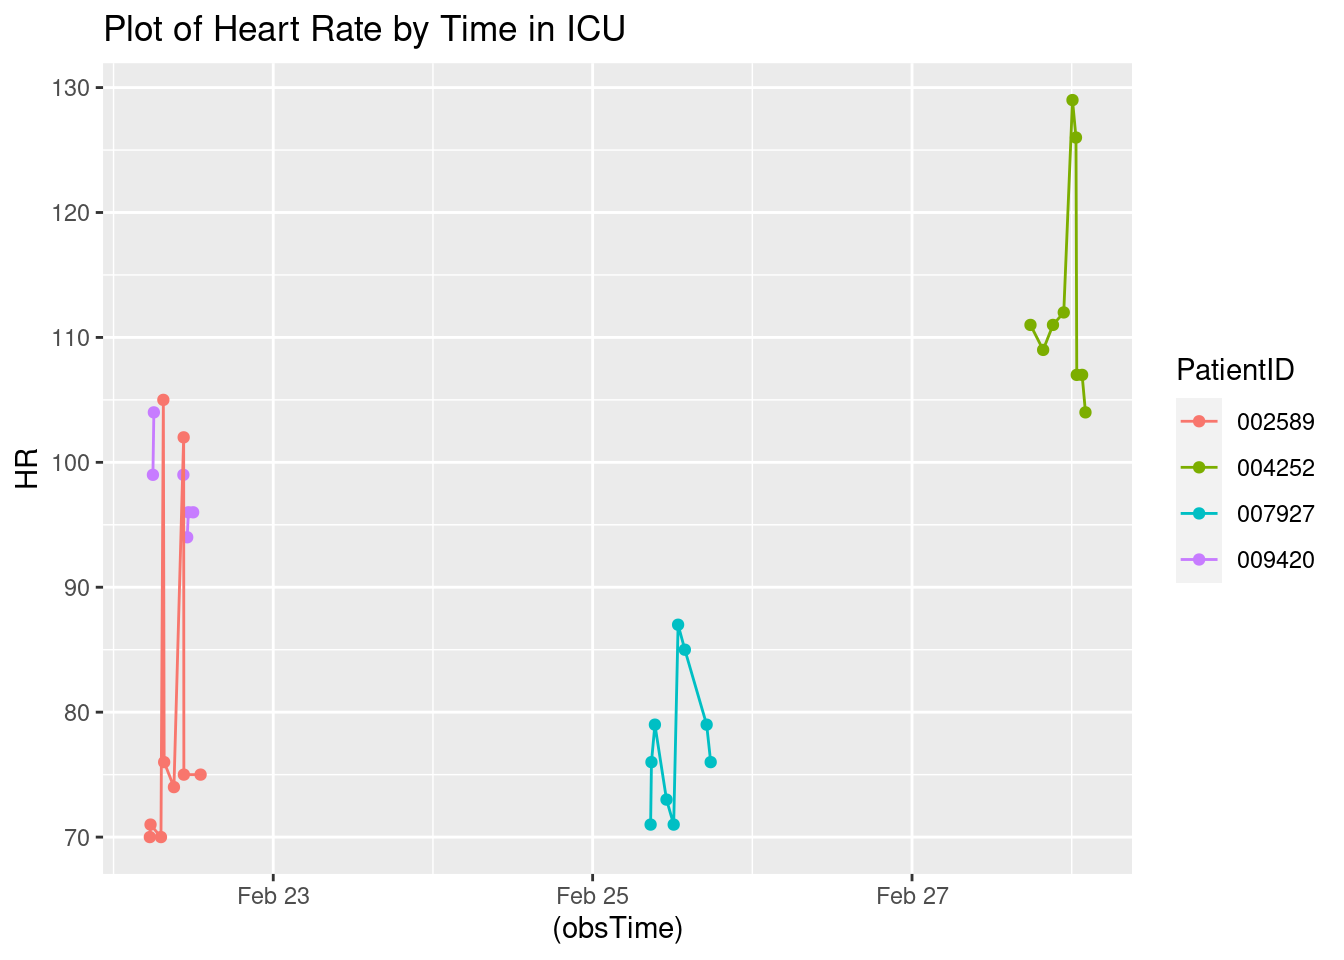 Plot of Heart Rate by Time in ICU
130
120
110
100
90
80
70
HR
Feb 23
Feb 25
Feb 27
(obsTime)
PatientID
002589
004252
007927
009420